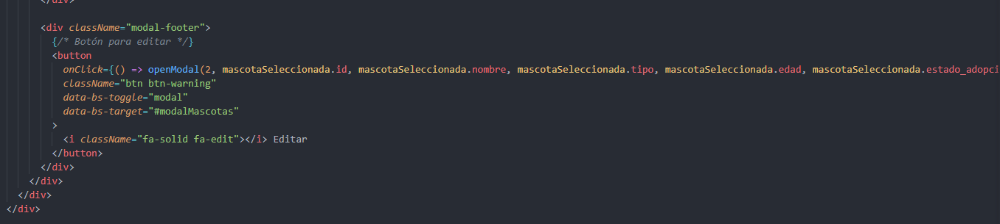 </div>
<div className="modal-footer">
{/* Botón para editar */}
<button
onClick={() => openModal(2, mascotaSeleccionada.id, mascotaSeleccionada.nombre, mascotaSeleccionada.tipo, mascotaSeleccionada.edad, mascotaSeleccionada.estado_adopci
className="btn btn-warning"
data-bs-toggle="modal"
data-bs-target="#modalMascotas"
>
<i className="fa-solid fa-edit"></i> Editar
</button>
</div>
</div>
</div>
</div>